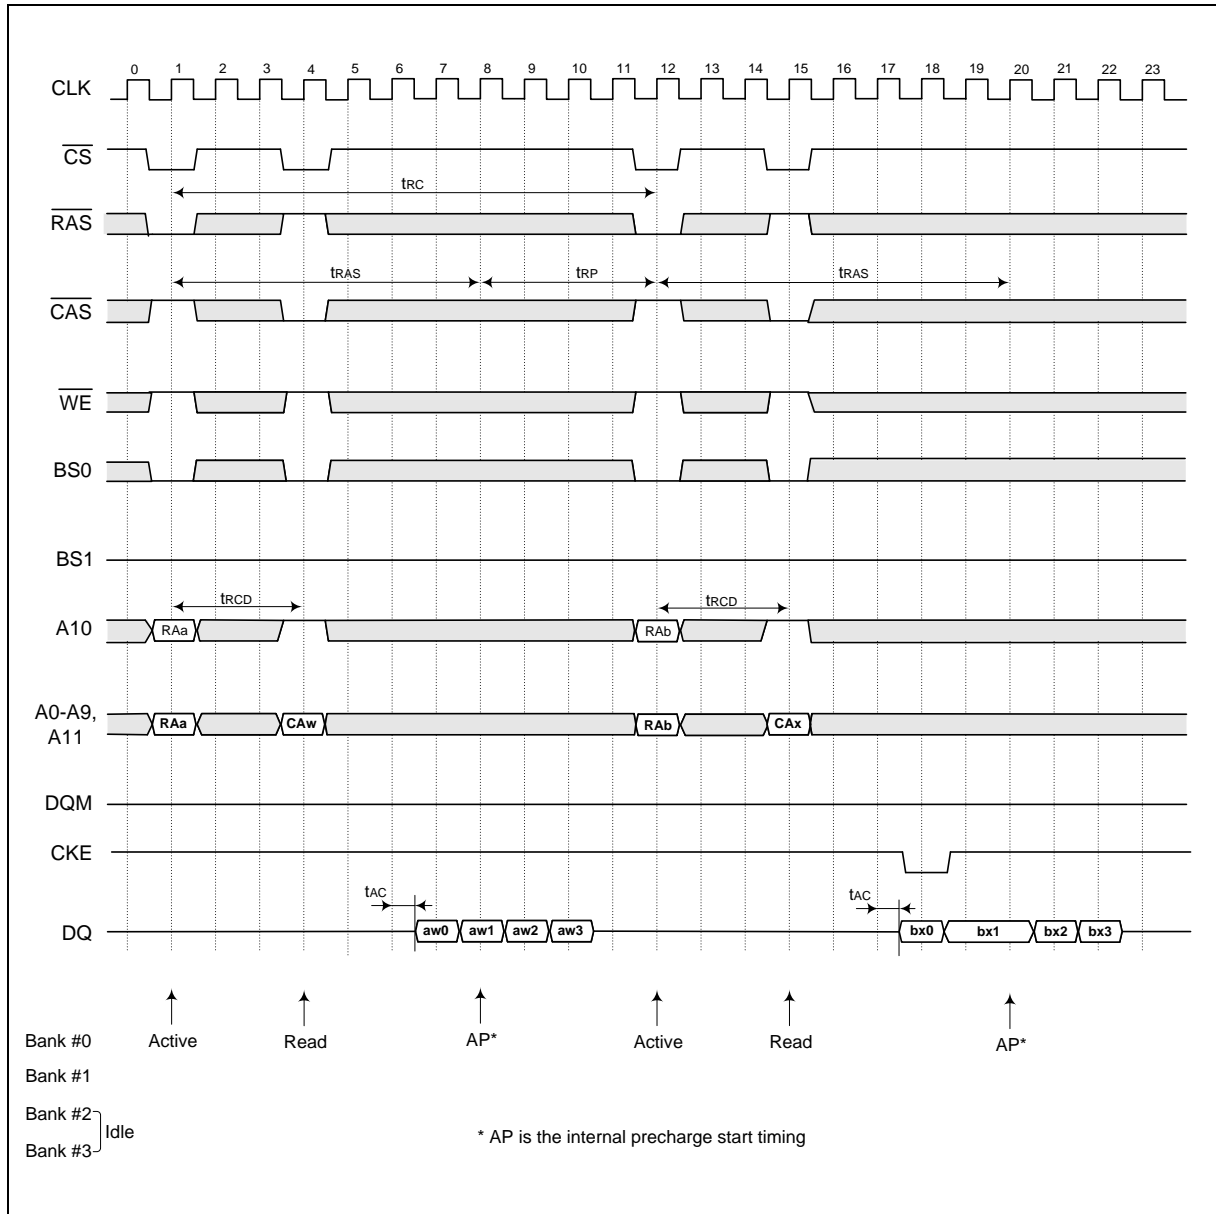 0 1 2 3 4 5 6 7 8 9 10 11 12 13 14 15 16 17 18 19 20 21 22 23
CLK
CS
tRC
RAS
tRAS tRP tRAS
CAS
WE
BS0
BS1
tRCD tRCD
A10 RAa RAb
A0-A9,
A11
RAa CAw RAb CAx
DQM
CKE
tAC tAC
DQ aw0 aw1 aw2 aw3 bx0 bx1 bx2 bx3
Bank #0 Active Read AP* Active Read AP*
Bank #1
Bank #2
Idle
Bank #3
* AP is the internal precharge start timing